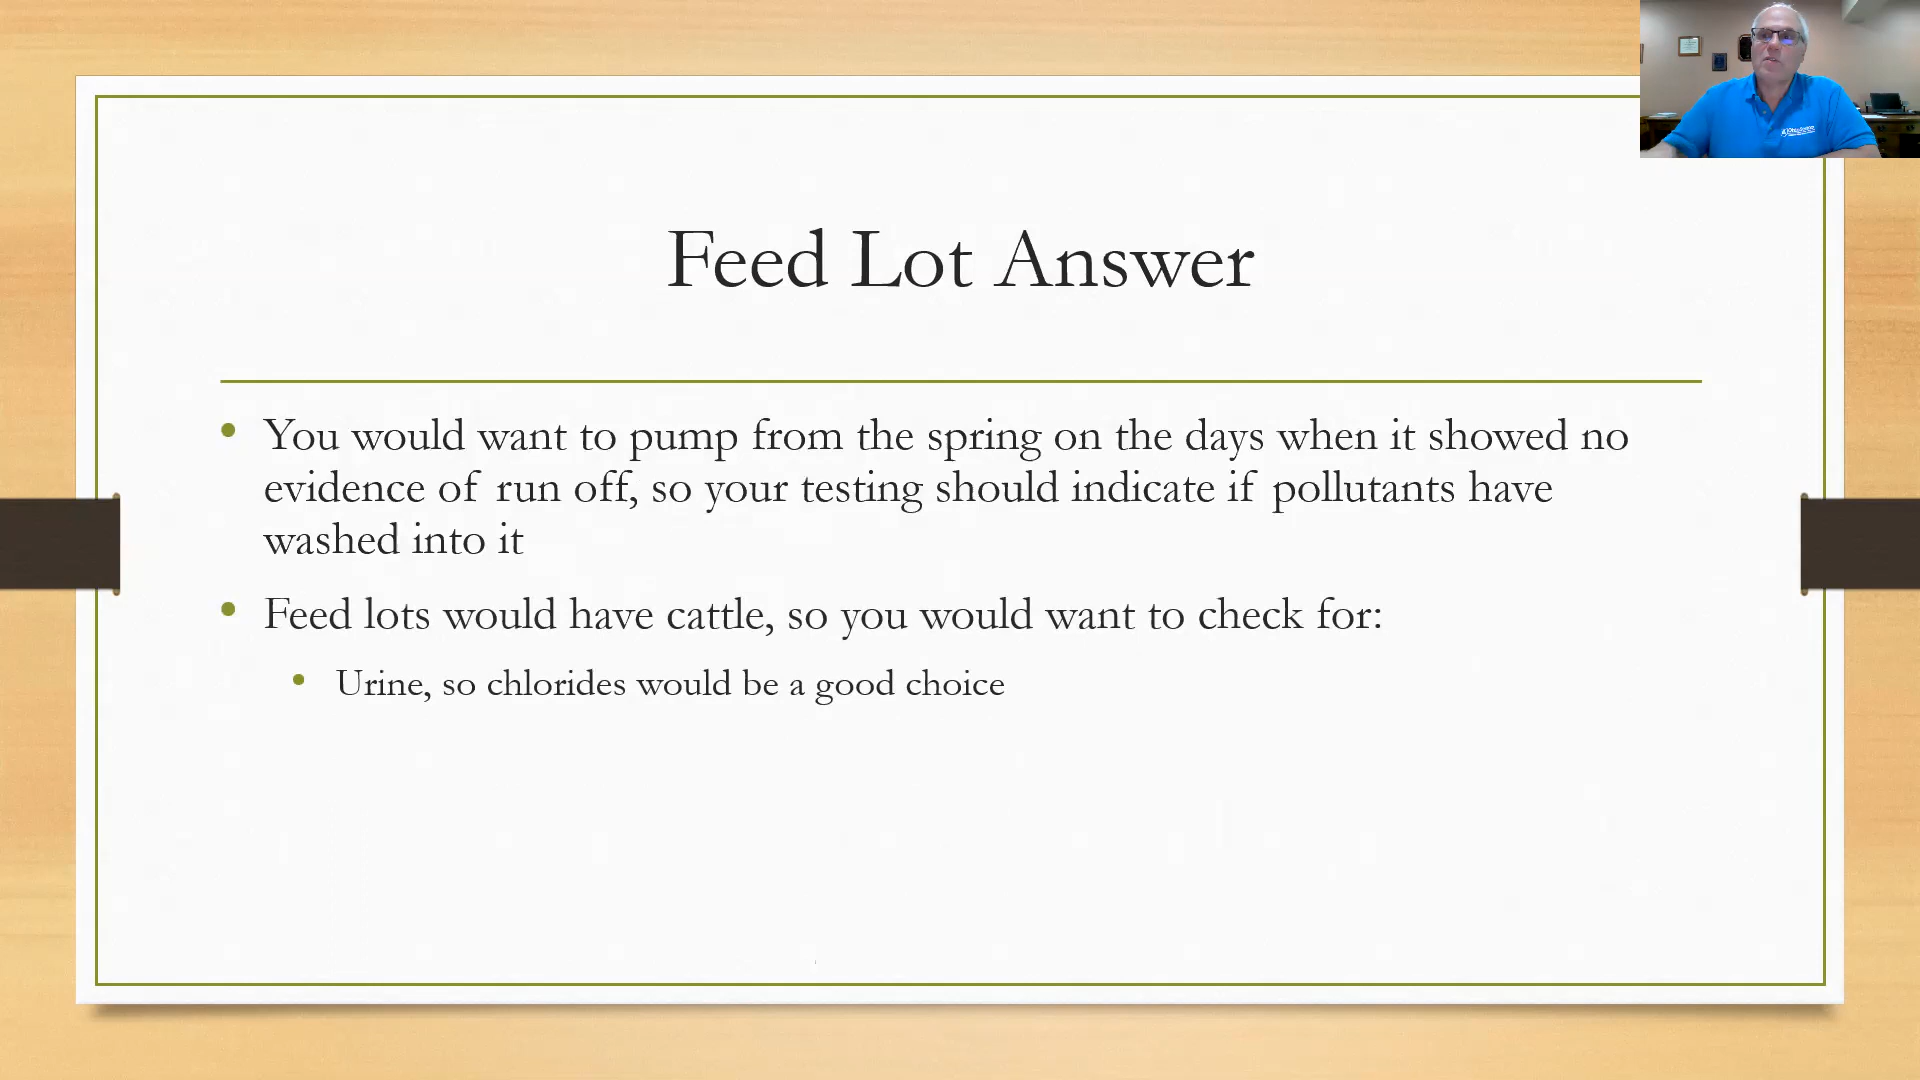 Feed Lot Answer
You would want to pump from the spring on the days when it showed no
evidence of run off, so your testing should indicate if pollutants have
washed into it
Feed lots would have cattle, so you would want to check for:
Urine, so chlorides would be a good choice